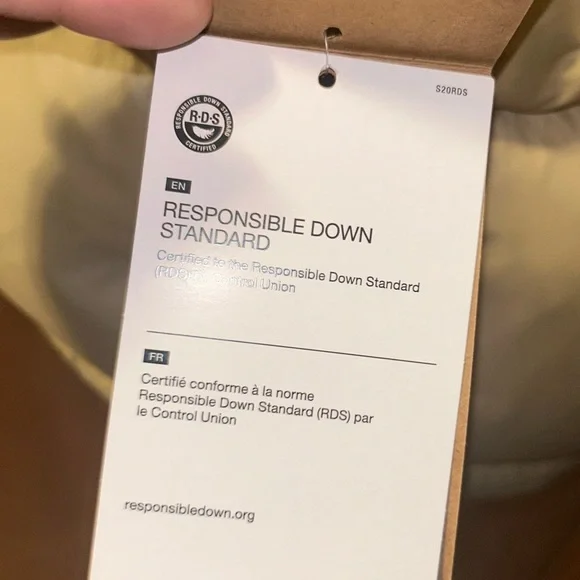 S20RDS
RESPONSIBLE DOWN STANDARD
R·D·S
CERTIFIED
EN
RESPONSIBLE DOWN
STANDARD
Certified to the Responsible Down Standard
(RDS) Control Union
FR
Certifié conforme à la norme
Responsible Down Standard (RDS) par
le Control Union
responsibledown.org